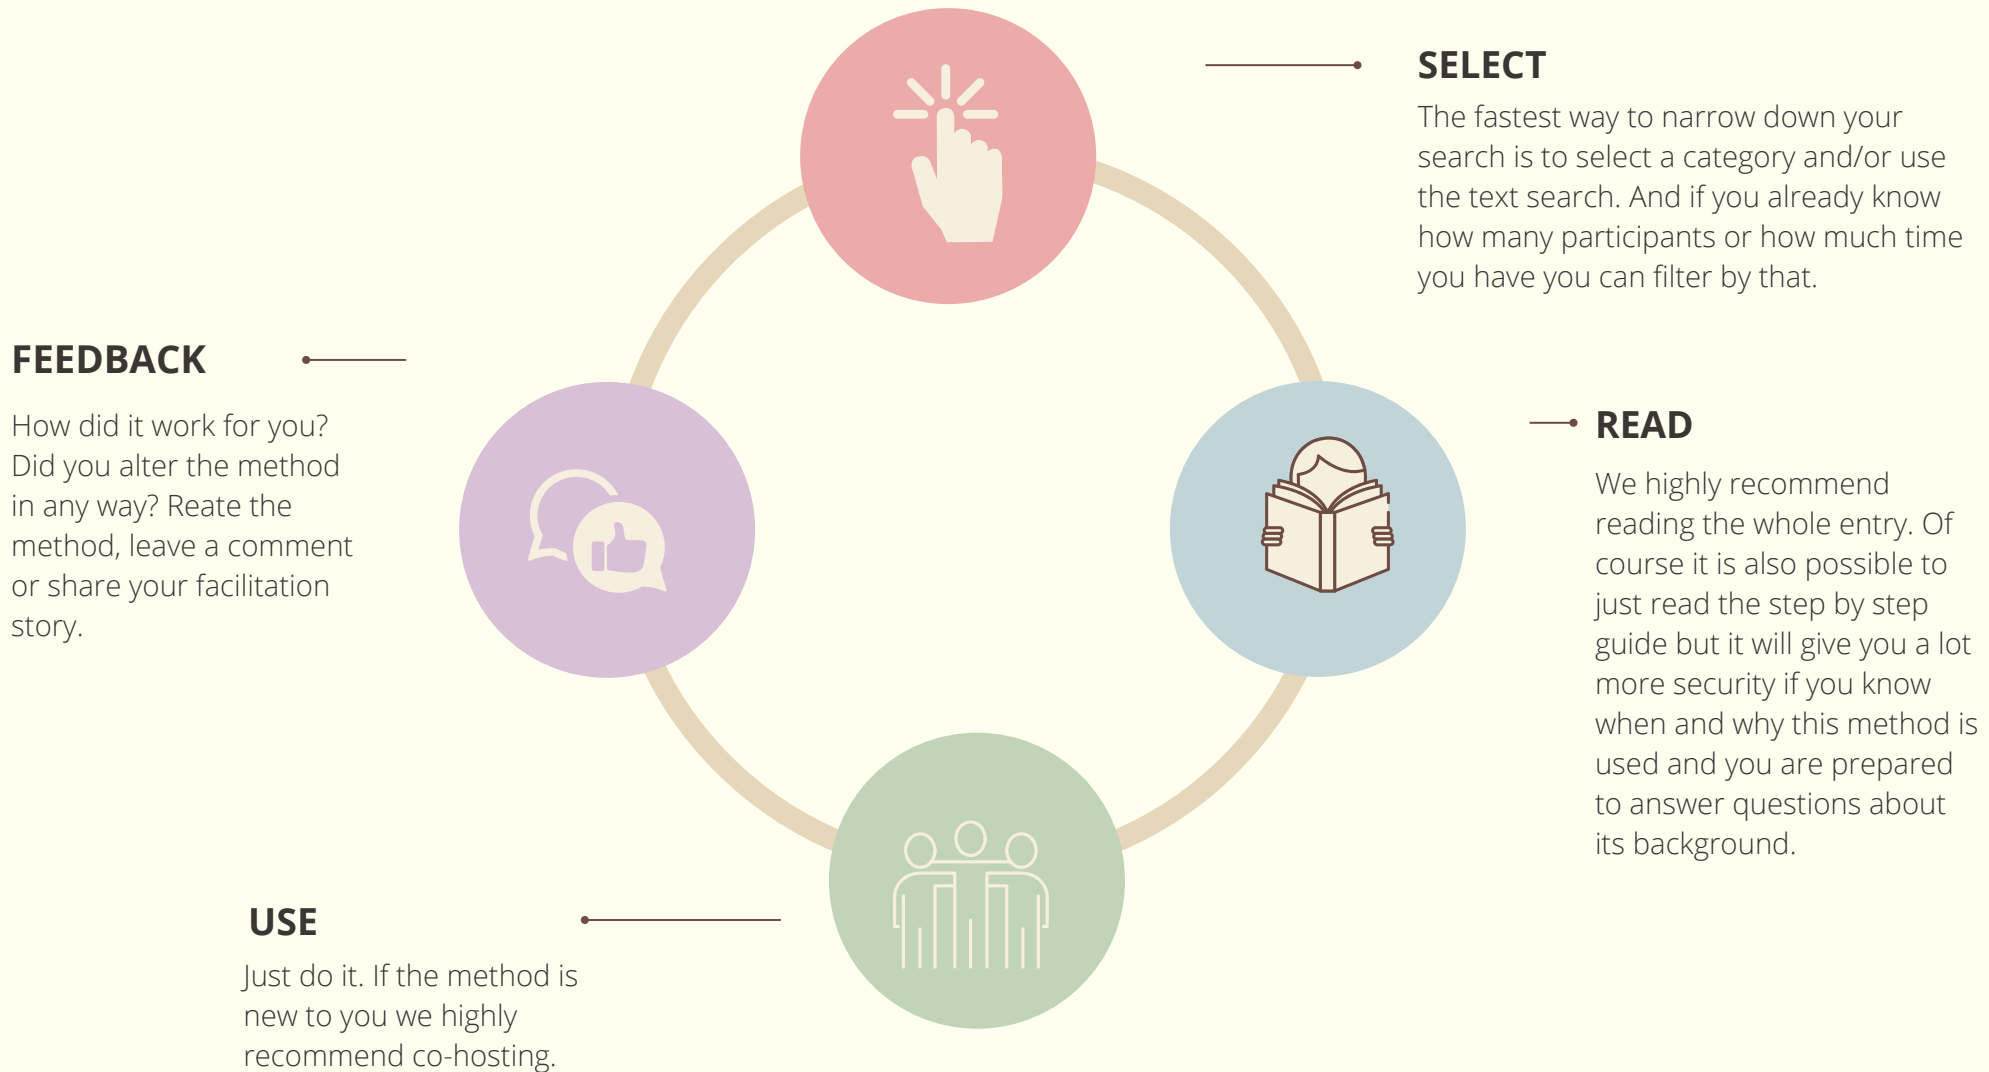 SELECT
The fastest way to narrow down your
search is to select a category and/or use
the text search. And if you already know
how many participants or how much time
you have you can filter by that.
READ
We highly recommend
reading the whole entry. Of
course it is also possible to
just read the step by step
guide but it will give you a lot
more security if you know
when and why this method is
used and you are prepared
to answer questions about
its background.
USE
Just do it. If the method is
new to you we highly
recommend co-hosting.
FEEDBACK
How did it work for you?
Did you alter the method
in any way? Reate the
method, leave a comment
or share your facilitation
story.